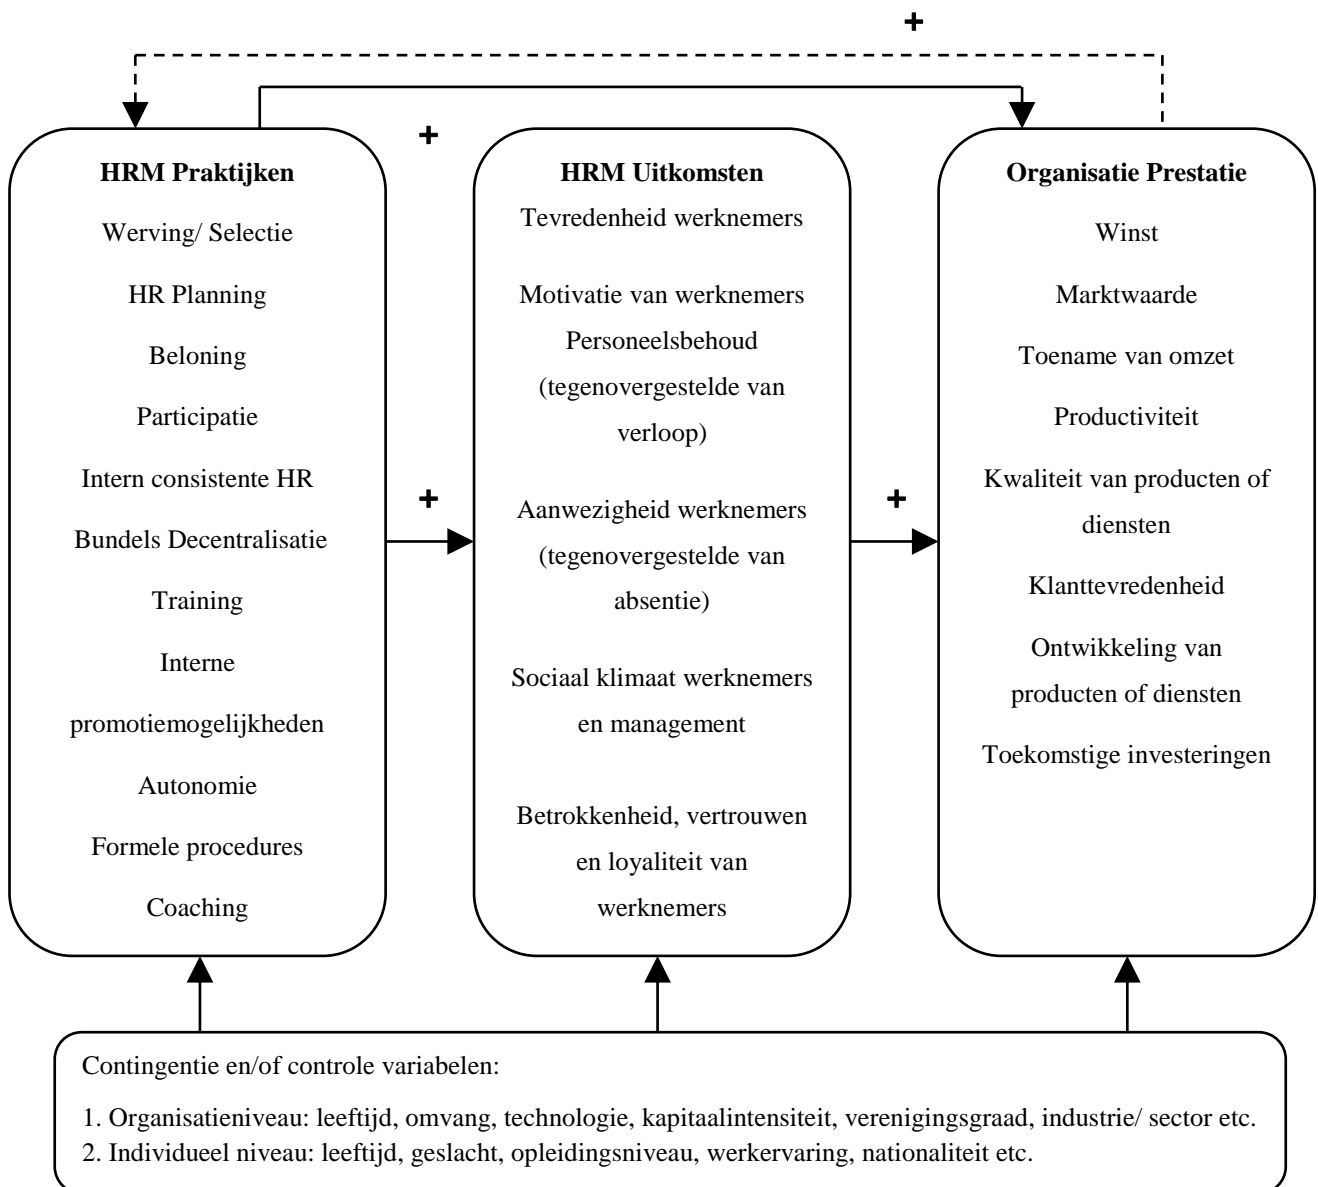 +
+
HRM Praktijken
Werving/ Selectie
HR Planning
Beloning
Participatie
Intern consistente HR
Bundels Decentralisatie
Training
Interne
promotiemogelijkheden
Autonomie
Formele procedures
Coaching
+
HRM Uitkomsten
Tevredenheid werknemers
Motivatie van werknemers
Personeelsbehoud
(tegenovergestelde van
verloop)
Aanwezigheid werknemers
(tegenovergestelde van
absentie)
Sociaal klimaat werknemers
en management
Betrokkenheid, vertrouwen
en loyaliteit van
werknemers
+
Organisatie Prestatie
Winst
Marktwaarde
Toename van omzet
Productiviteit
Kwaliteit van producten of
diensten
Klanttevredenheid
Ontwikkeling van
producten of diensten
Toekomstige investeringen
Contingentie en/of controle variabelen:
1. Organisatieniveau: leeftijd, omvang, technologie, kapitaalintensiteit, verenigingsgraad, industrie/ sector etc.
2. Individueel niveau: leeftijd, geslacht, opleidingsniveau, werkervaring, nationaliteit etc.